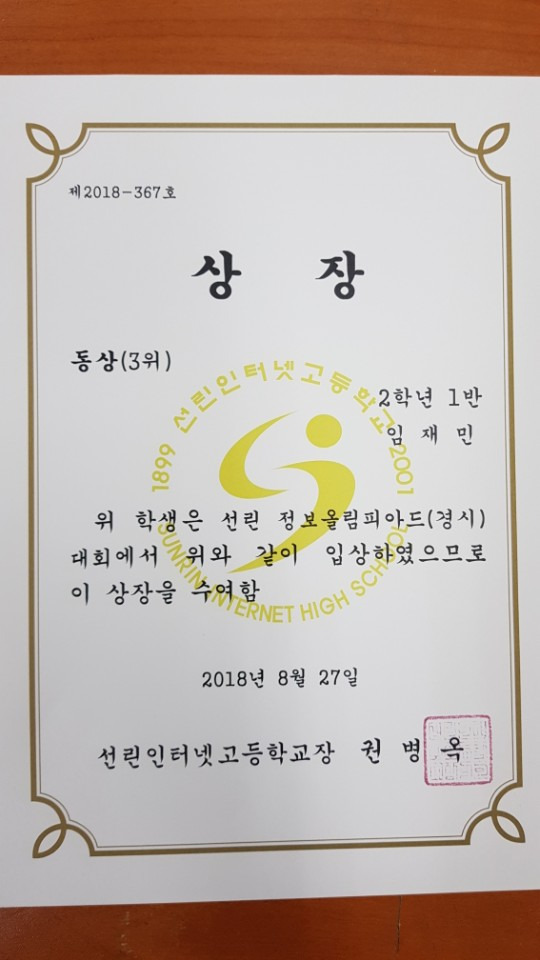 제2018-367호
상 장
동상(3위)
2학년 1반
임 재 민
1899 선린인터넷고등학교 2001
SUNRIN INTERNET HIGH SCHOOL
위 학생은 선린 정보올림피아드(경시)
대회에서 위와 같이 입상하였으므로
이 상장을 수여함
2018년 8월 27일
선린인터넷고등학교장 권 병 옥